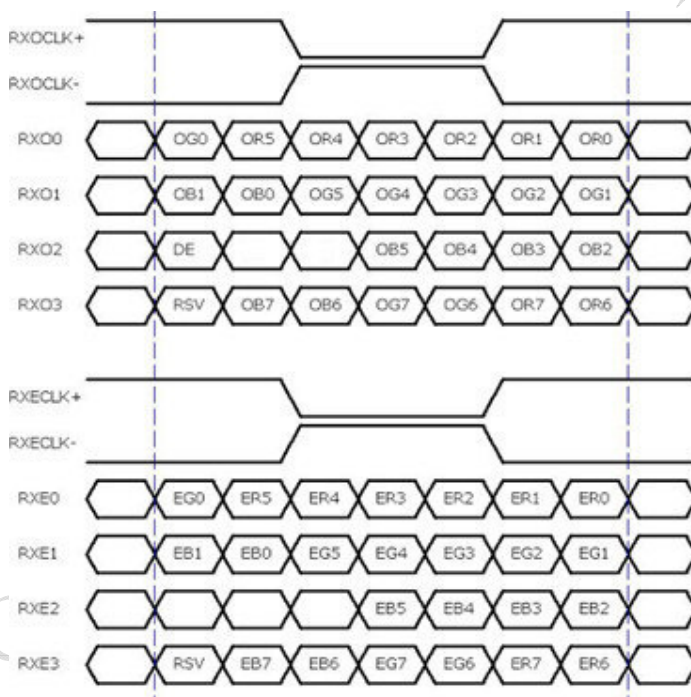 RXOCLK+
RXOCLK-
RXO0 OG0 OR5 OR4 OR3 OR2 OR1 OR0
RXO1 OB1 OB0 OG5 OG4 OG3 OG2 OG1
RXO2 DE OB5 OB4 OB3 OB2
RXO3 RSV OB7 OB6 OG7 OG6 OR7 OR6
RXECLK+
RXECLK-
RXE0 EG0 ER5 ER4 ER3 ER2 ER1 ER0
RXE1 EB1 EB0 EG5 EG4 EG3 EG2 EG1
RXE2 EB5 EB4 EB3 EB2
RXE3 RSV EB7 EB6 EG7 EG6 ER7 ER6